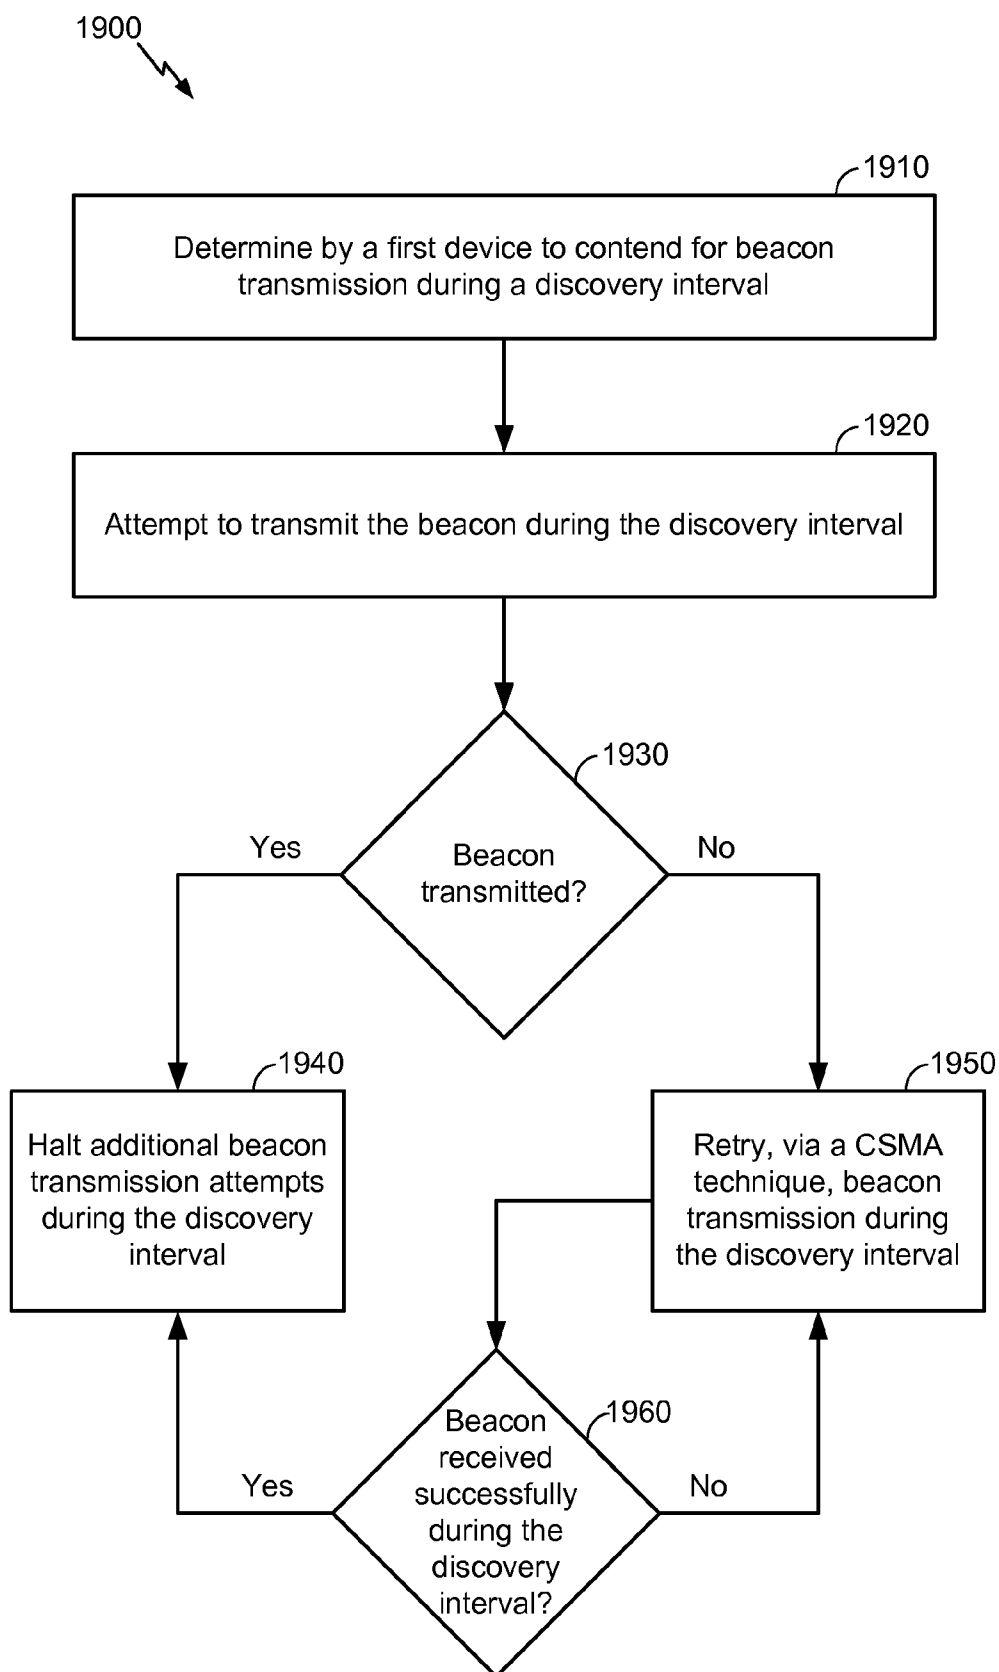 1900
1910
Determine by a first device to contend for beacon
transmission during a discovery interval
1920
Attempt to transmit the beacon during the discovery interval
1930
Beacon
transmitted?
Yes
No
1940
Halt additional beacon
transmission attempts
during the discovery
interval
1950
Retry, via a CSMA
technique, beacon
transmission during
the discovery interval
1960
Beacon
received
successfully
during the
discovery
interval?
Yes
No